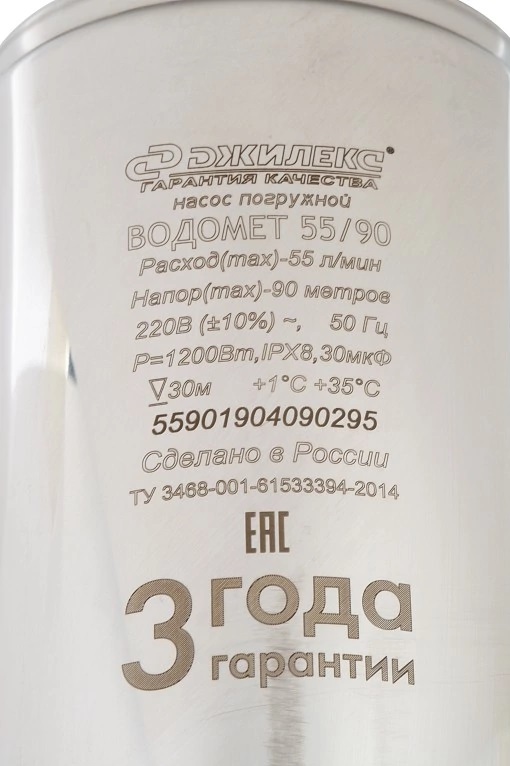 ДЖИЛЕКС®
ГАРАНТИЯ КАЧЕСТВА
насос погружной
ВОДОМЕТ 55/90
Расход(max)-55 л/мин
Напор(max)-90 метров
220В (±10%) ~, 50 Гц
P=1200Вт,IPX8,30мкФ
▽30м +1°С +35°С
55901904090295
Сделано в России
ТУ 3468-001-61533394-2014
ЕАС
3 года
гарантии